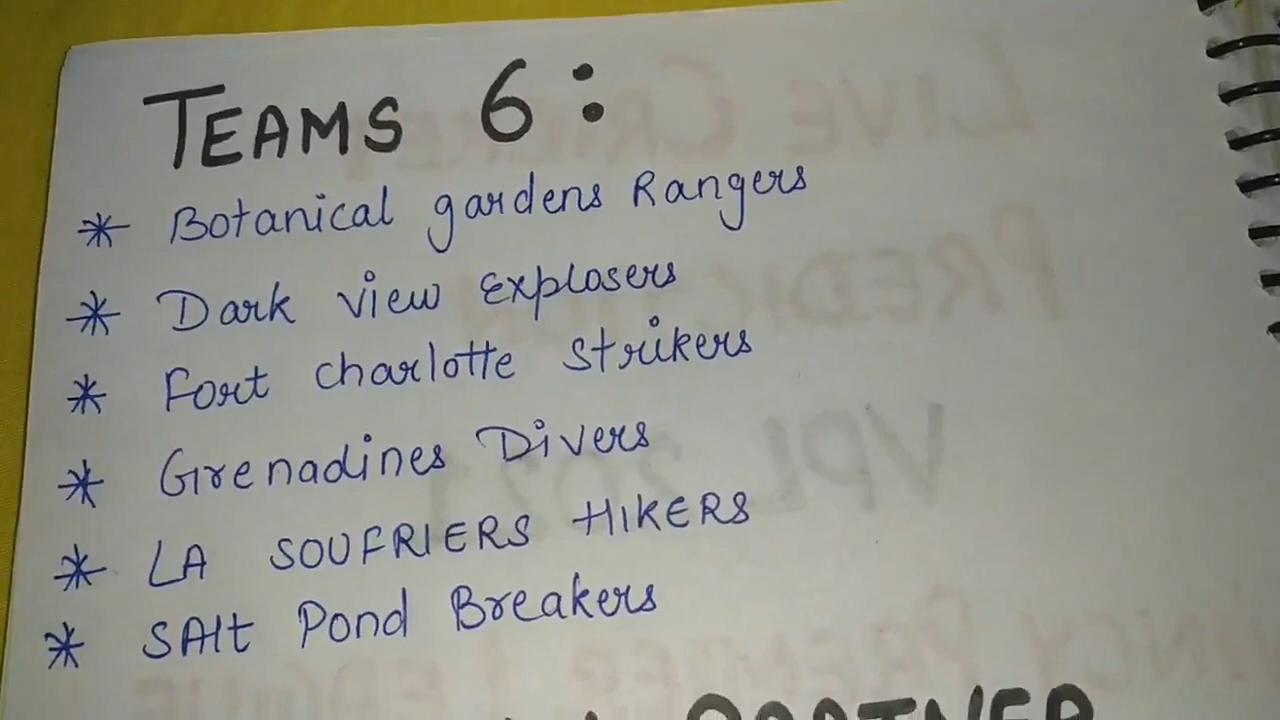 TEAMS 6:
* Botanical gardens Rangers
* Dark view Explosers
* Fort charlotte strikers
* Grenadines Divers
* LA SOUFRIERS HIKERS
* SAlt Pond Breakers
PARTNER